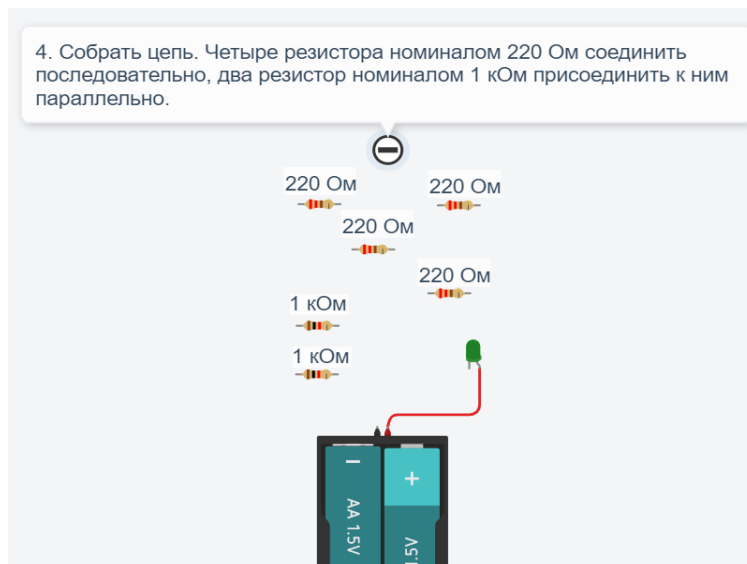 4. Собрать цепь. Четыре резистора номиналом 220 Ом соединить
последовательно, два резистор номиналом 1 кОм присоединить к ним
параллельно.
220 Ом
220 Ом
220 Ом
220 Ом
1 кОм
1 кОм
AA 1.5V